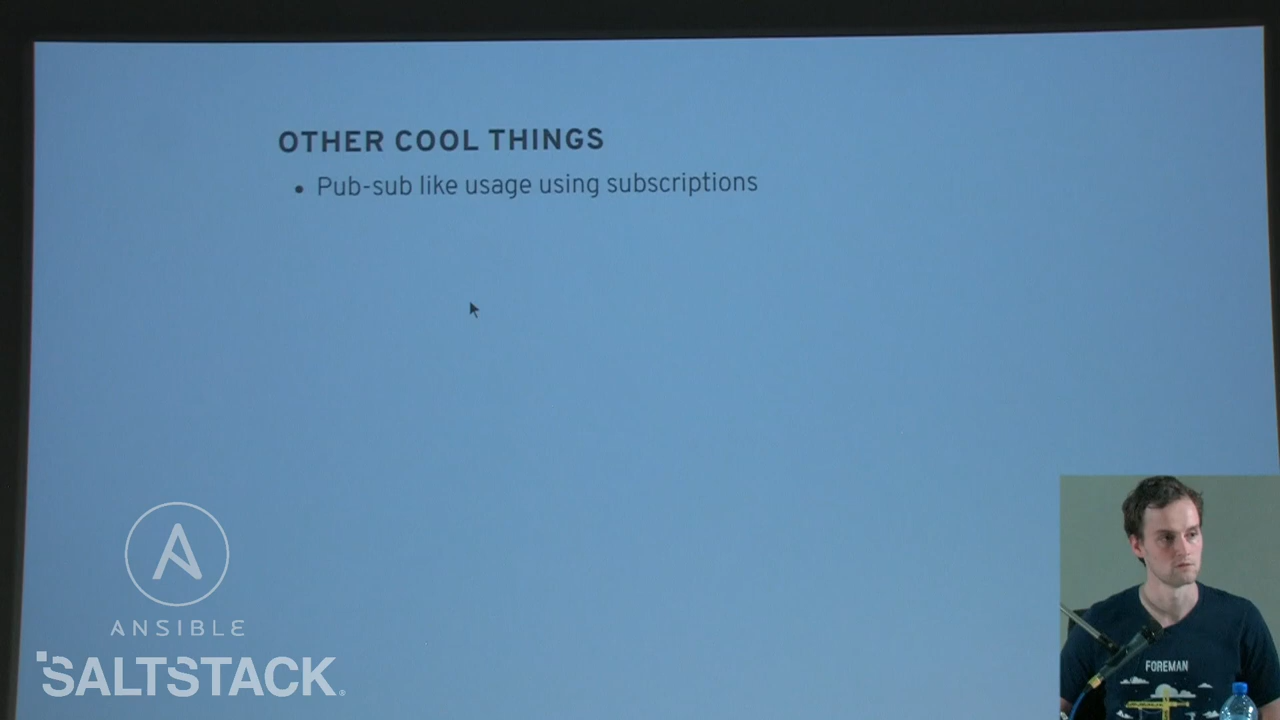 OTHER COOL THINGS
• Pub-sub like usage using subscriptions
ANSIBLE
SALTSTACK
FOREMAN